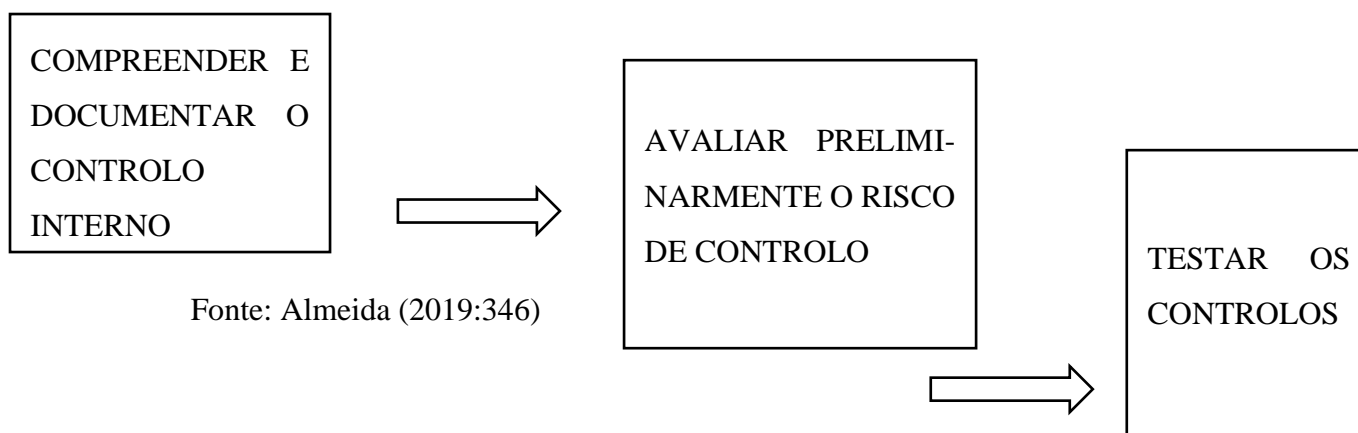 COMPREENDER E
DOCUMENTAR O
CONTROLO
INTERNO
Fonte: Almeida (2019:346)
AVALIAR PRELIMI-
NARMENTE O RISCO
DE CONTROLO
TESTAR OS
CONTROLOS